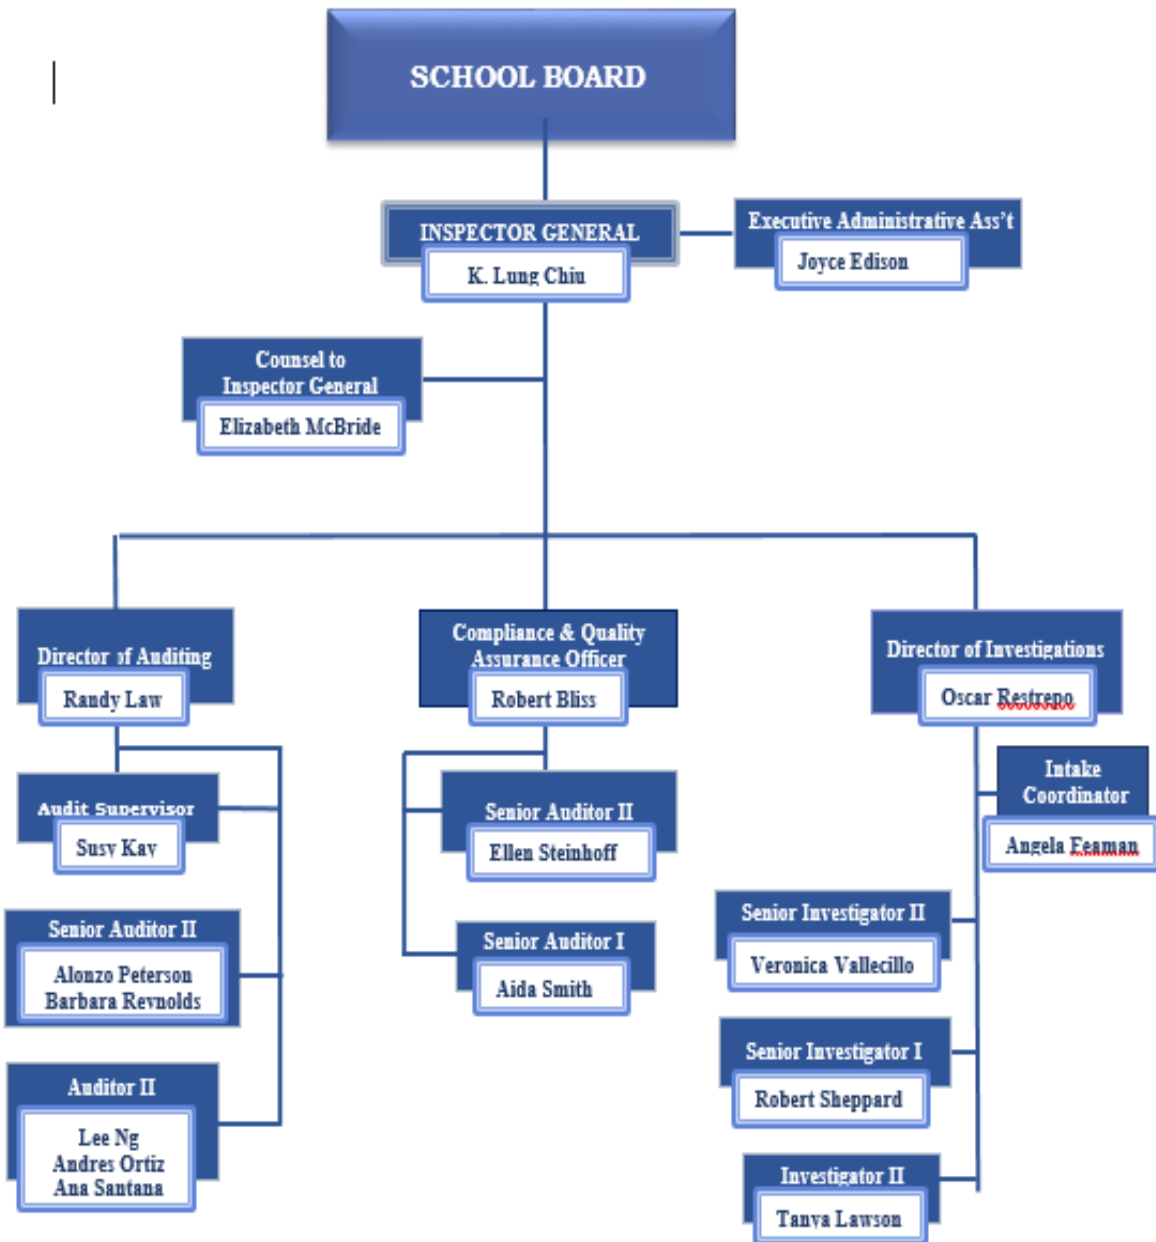 SCHOOL BOARD
INSPECTOR GENERAL
K. Lung Chiu
Executive Administrative Ass't
Joyce Edison
Counsel to
Inspector General
Elizabeth McBride
Director of Auditing
Randy Law
Audit Supervisor
Susy Kay
Senior Auditor II
Alonzo Peterson
Barbara Reynolds
Auditor II
Lee Ng
Andres Ortiz
Ana Santana
Compliance & Quality
Assurance Officer
Robert Bliss
Senior Auditor II
Ellen Steinhoff
Senior Auditor I
Aida Smith
Director of Investigations
Oscar Restrepo
Intake
Coordinator
Angela Feaman
Senior Investigator II
Veronica Vallecillo
Senior Investigator I
Robert Sheppard
Investigator II
Tanya Lawson